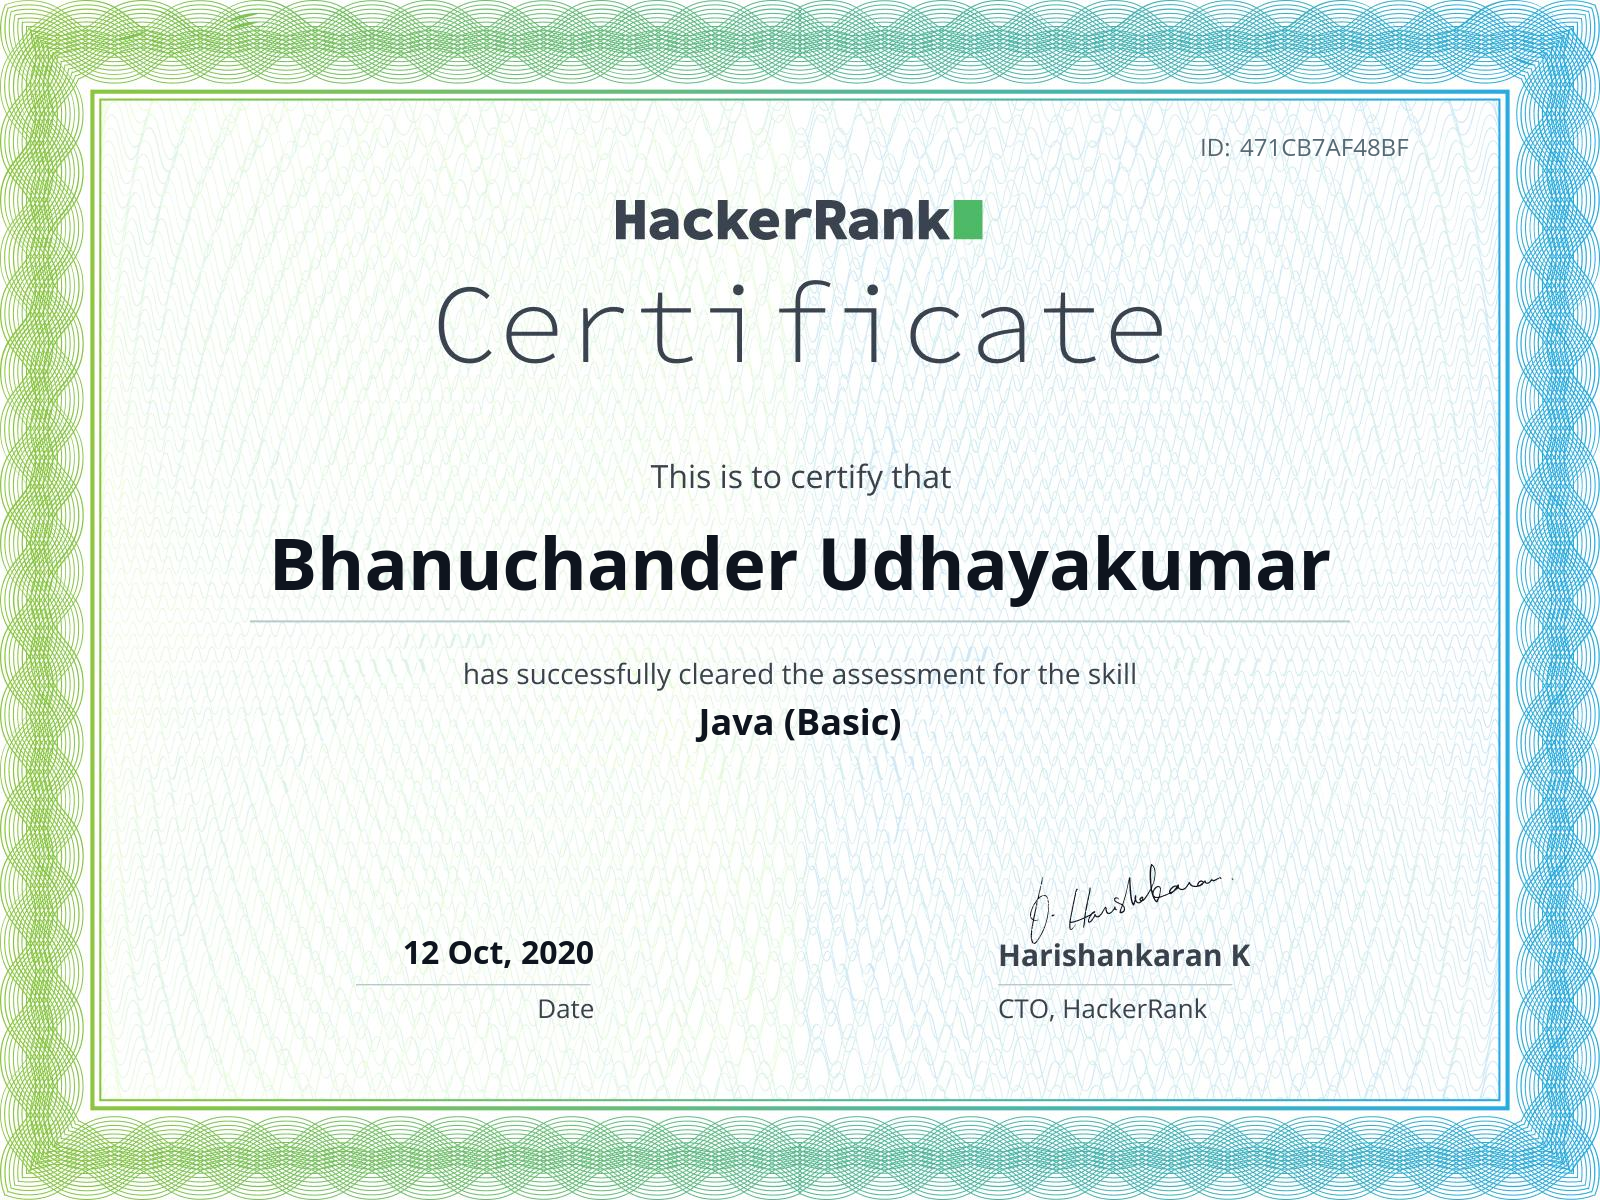 ID: 471CB7AF48BF
HackerRank
Certificate
This is to certify that
Bhanuchander Udhayakumar
has successfully cleared the assessment for the skill
Java (Basic)
12 Oct, 2020
Date
Harishankaran
Harishankaran K
CTO, HackerRank